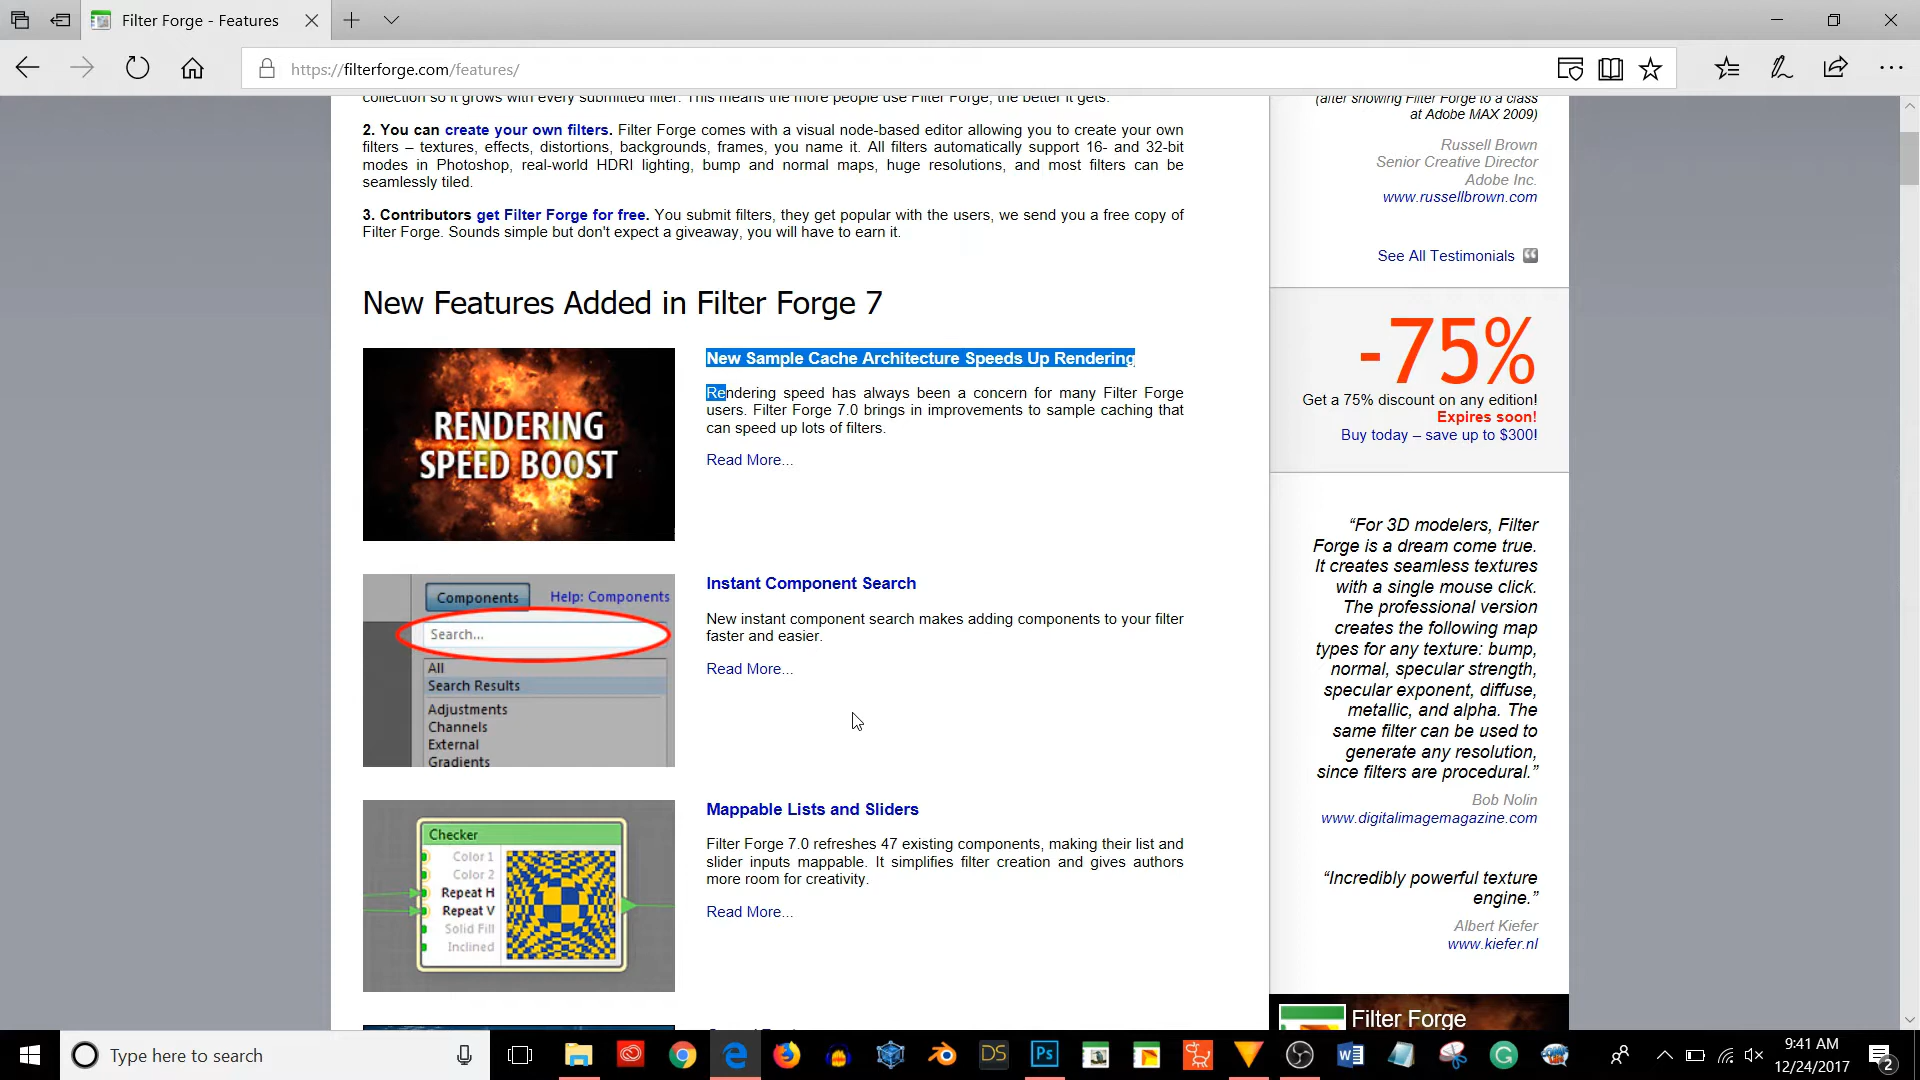 Filter Forge - Features
https://filterforge.com/features/
collection so it grows with every submitted filter. This means the more people use Filter Forge, the better it gets.
2. You can create your own filters. Filter Forge comes with a visual node-based editor allowing you to create your own
filters – textures, effects, distortions, backgrounds, frames, you name it. All filters automatically support 16- and 32-bit
modes in Photoshop, real-world HDRI lighting, bump and normal maps, huge resolutions, and most filters can be
seamlessly tiled.
3. Contributors get Filter Forge for free. You submit filters, they get popular with the users, we send you a free copy of
Filter Forge. Sounds simple but don't expect a giveaway, you will have to earn it.
New Features Added in Filter Forge 7
RENDERING
SPEED BOOST
New Sample Cache Architecture Speeds Up Rendering
Rendering speed has always been a concern for many Filter Forge
users. Filter Forge 7.0 brings in improvements to sample caching that
can speed up lots of filters.
Read More...
Components
Help: Components
Search...
All
Search Results
Adjustments
Channels
External
Gradients
Instant Component Search
New instant component search makes adding components to your filter
faster and easier.
Read More...
Checker
Color 1
Color 2
Repeat H
Repeat V
Solid Fill
Inclined
Mappable Lists and Sliders
Filter Forge 7.0 refreshes 47 existing components, making their list and
slider inputs mappable. It simplifies filter creation and gives authors
more room for creativity.
Read More...
(after showing Filter Forge to a class
at Adobe MAX 2009)
Russell Brown
Senior Creative Director
Adobe Inc.
www.russellbrown.com
See All Testimonials
-75%
Get a 75% discount on any edition!
Expires soon!
Buy today – save up to $300!
“For 3D modelers, Filter
Forge is a dream come true.
It creates seamless textures
with a single mouse click.
The professional version
creates the following map
types for any texture: bump,
normal, specular strength,
specular exponent, diffuse,
metallic, and alpha. The
same filter can be used to
generate any resolution,
since filters are procedural.”
Bob Nolin
www.digitalimagemagazine.com
“Incredibly powerful texture
engine.”
Albert Kiefer
www.kiefer.nl
Filter Forge
Type here to search
DS
Ps
9:41 AM
12/24/2017
2